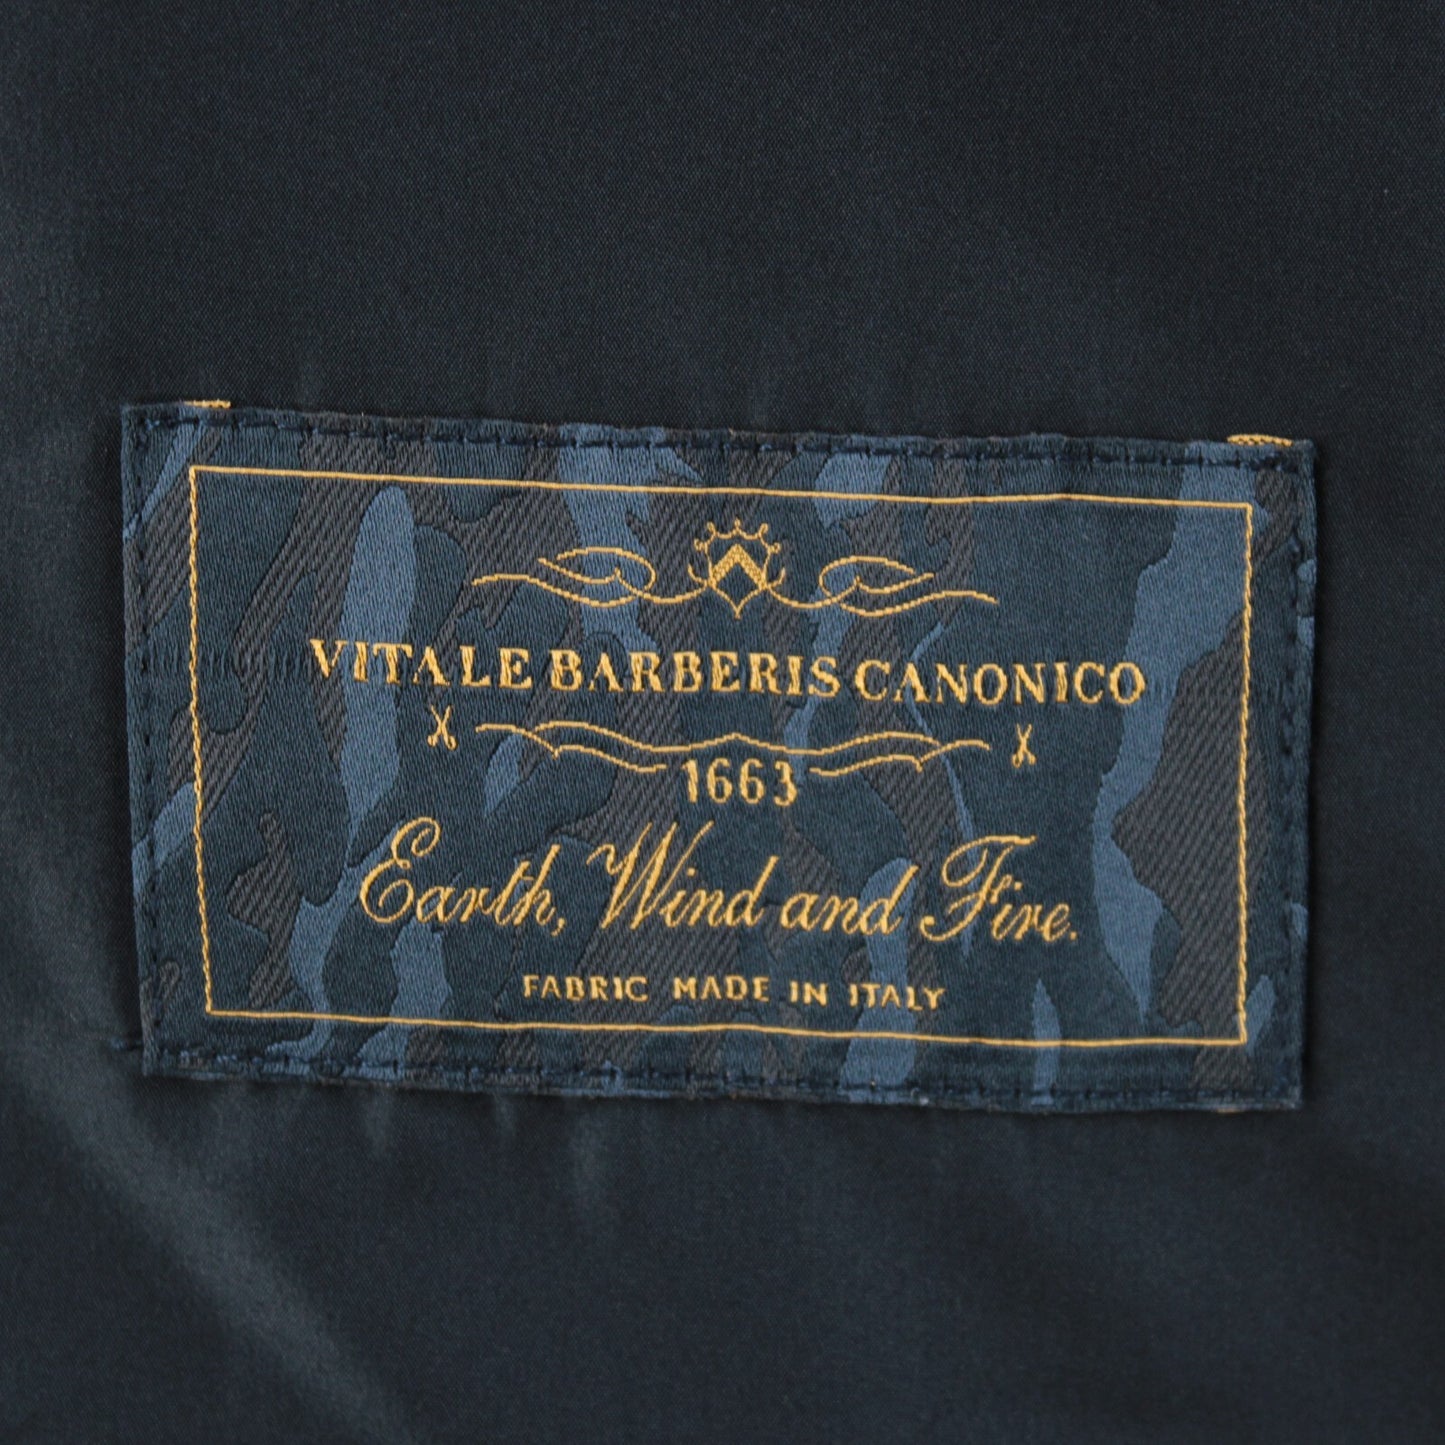 VITALE BARBERIS CANONICO
1663
Earth, Wind and Fire.
FABRIC MADE IN ITALY